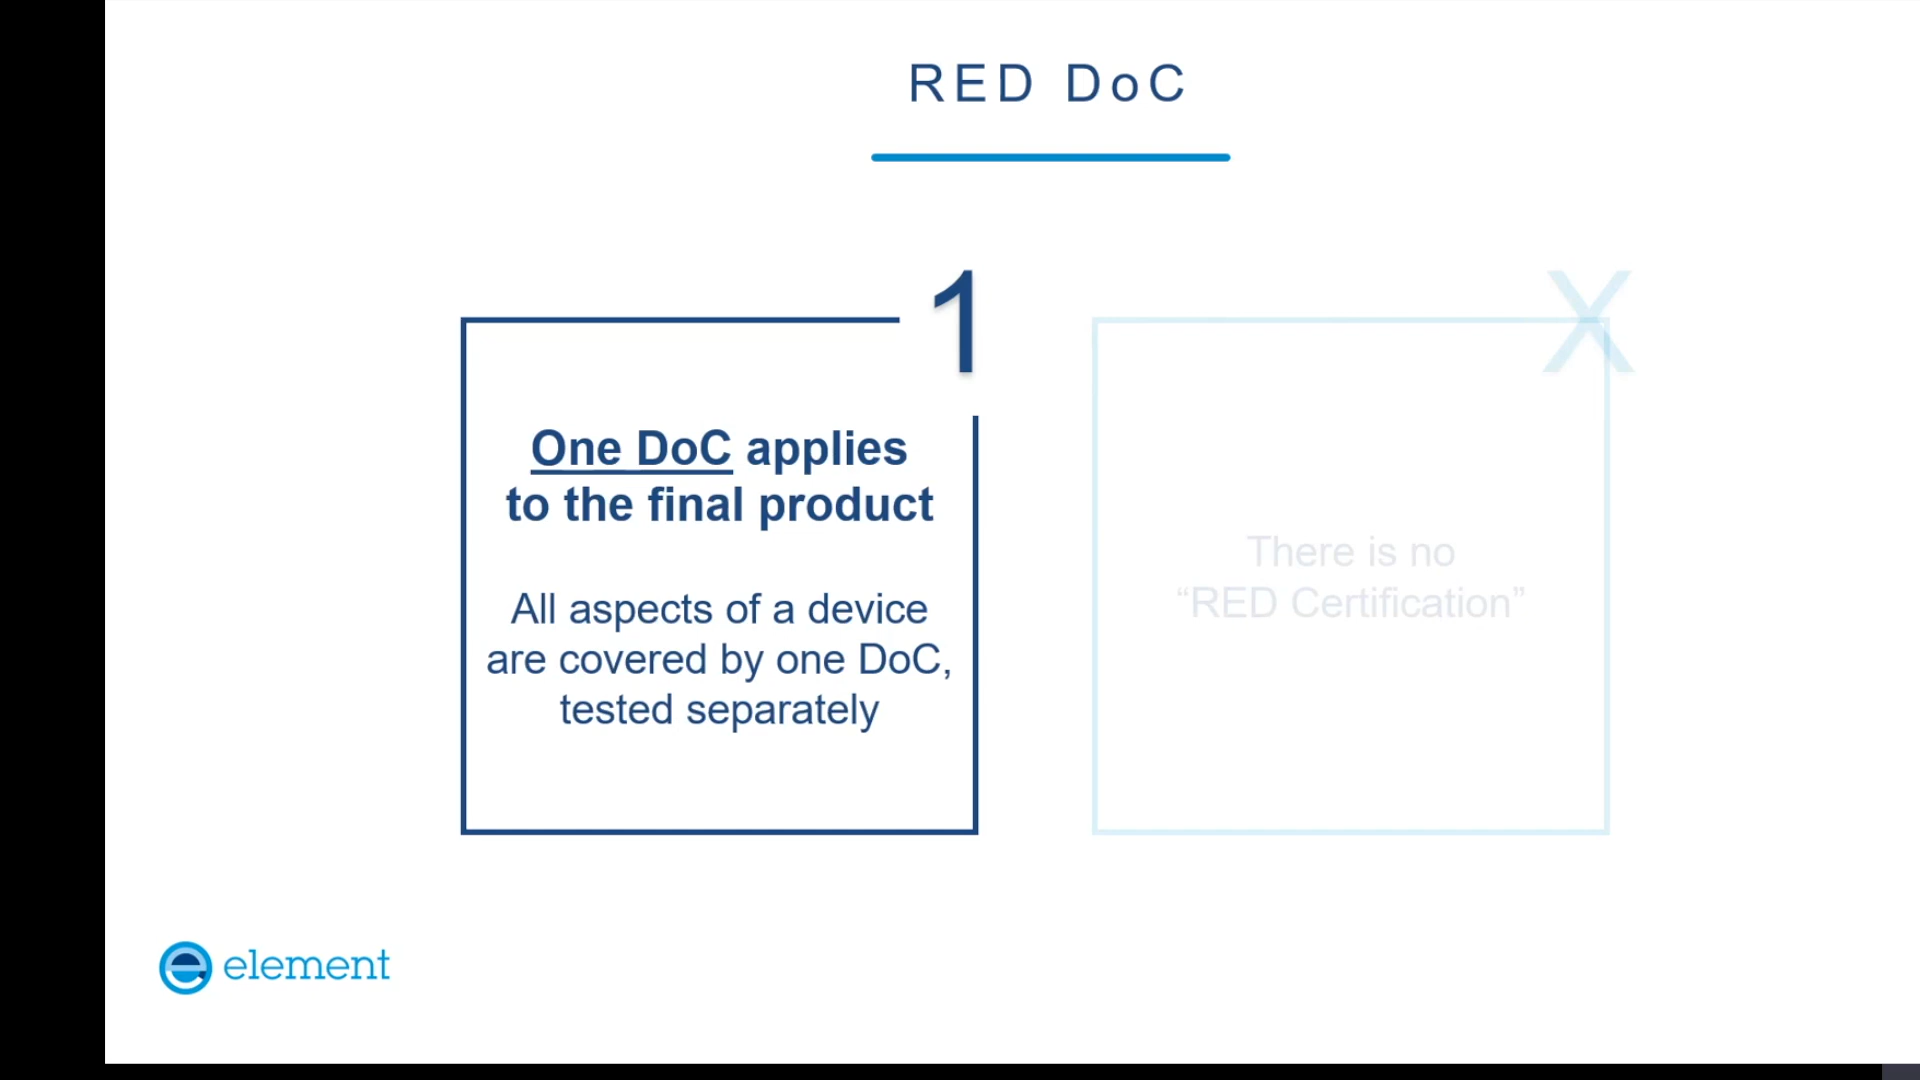 RED DoC
1
One DoC applies
to the final product
All aspects of a device
are covered by one DoC,
tested separately
X
There is no
“RED Certification”
element